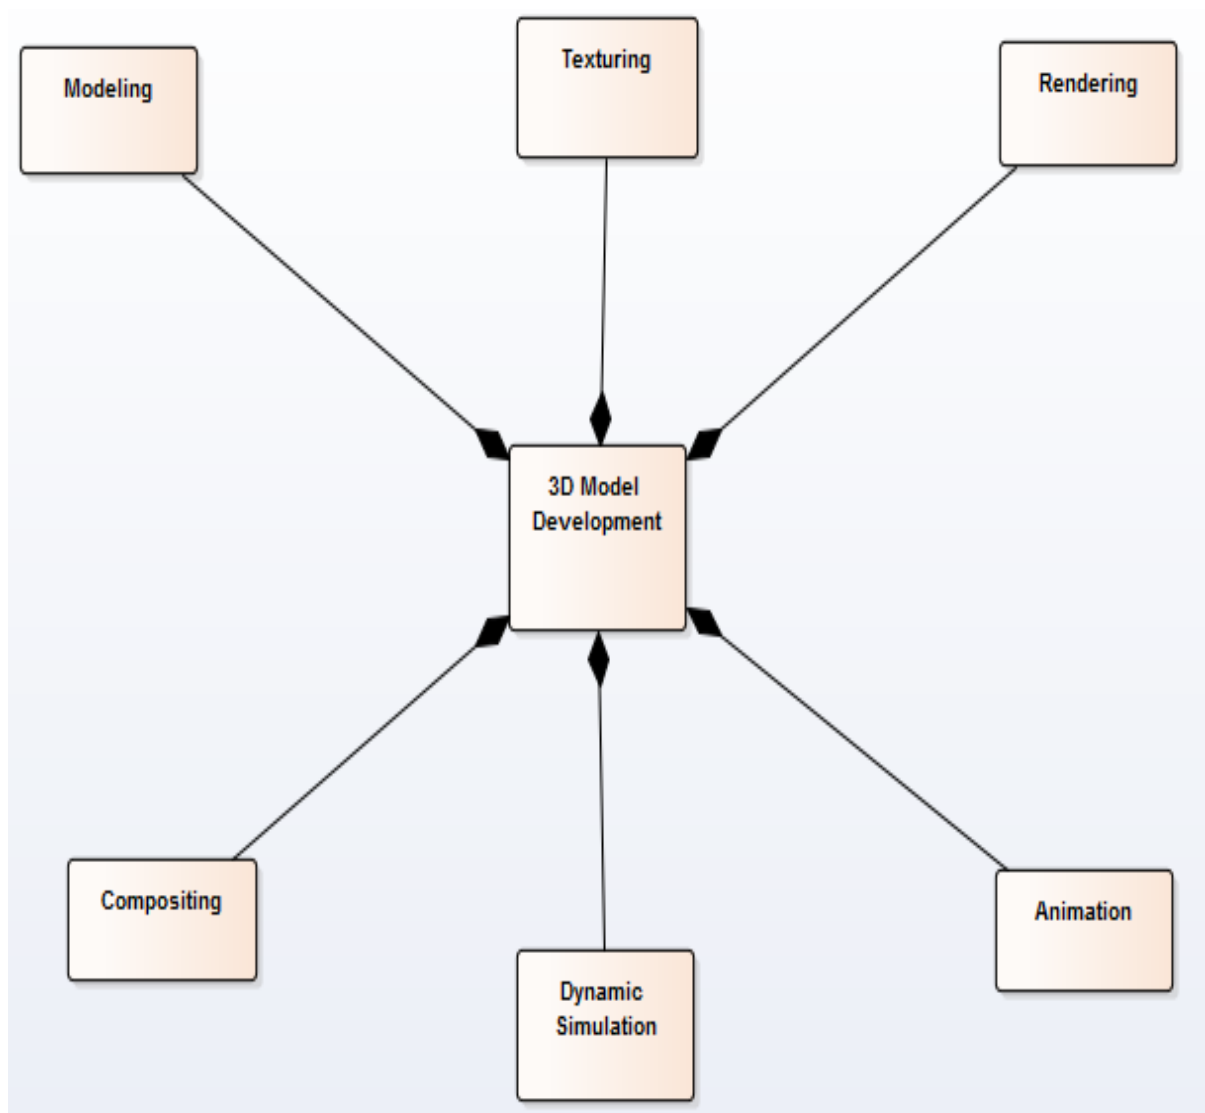 Modeling
Texturing
Rendering
3D Model
Development
Compositing
Dynamic
Simulation
Animation